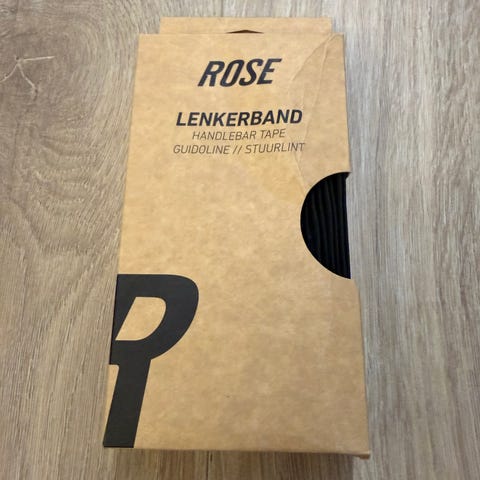 ROSE
LENKERBAND
HANDLEBAR TAPE
GUIDOLINE // STUURLINT
R